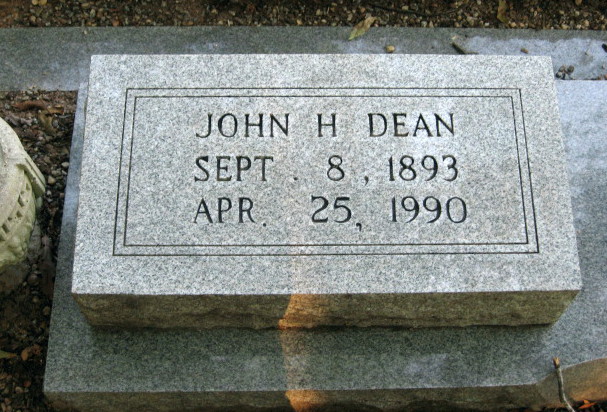 JOHN H DEAN
SEPT. 8, 1893
APR. 25, 1990